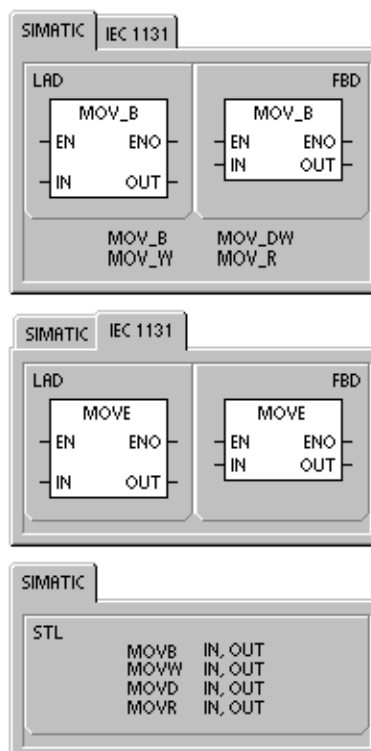 SIMATIC IEC 1131
LAD FBD
MOV_B MOV_B
EN ENO EN ENO
IN OUT IN OUT
MOV_B MOV_DW
MOV_W MOV_R
SIMATIC IEC 1131
LAD FBD
MOVE MOVE
EN ENO EN ENO
IN OUT IN OUT
SIMATIC
STL
MOVB IN, OUT
MOVW IN, OUT
MOVD IN, OUT
MOVR IN, OUT